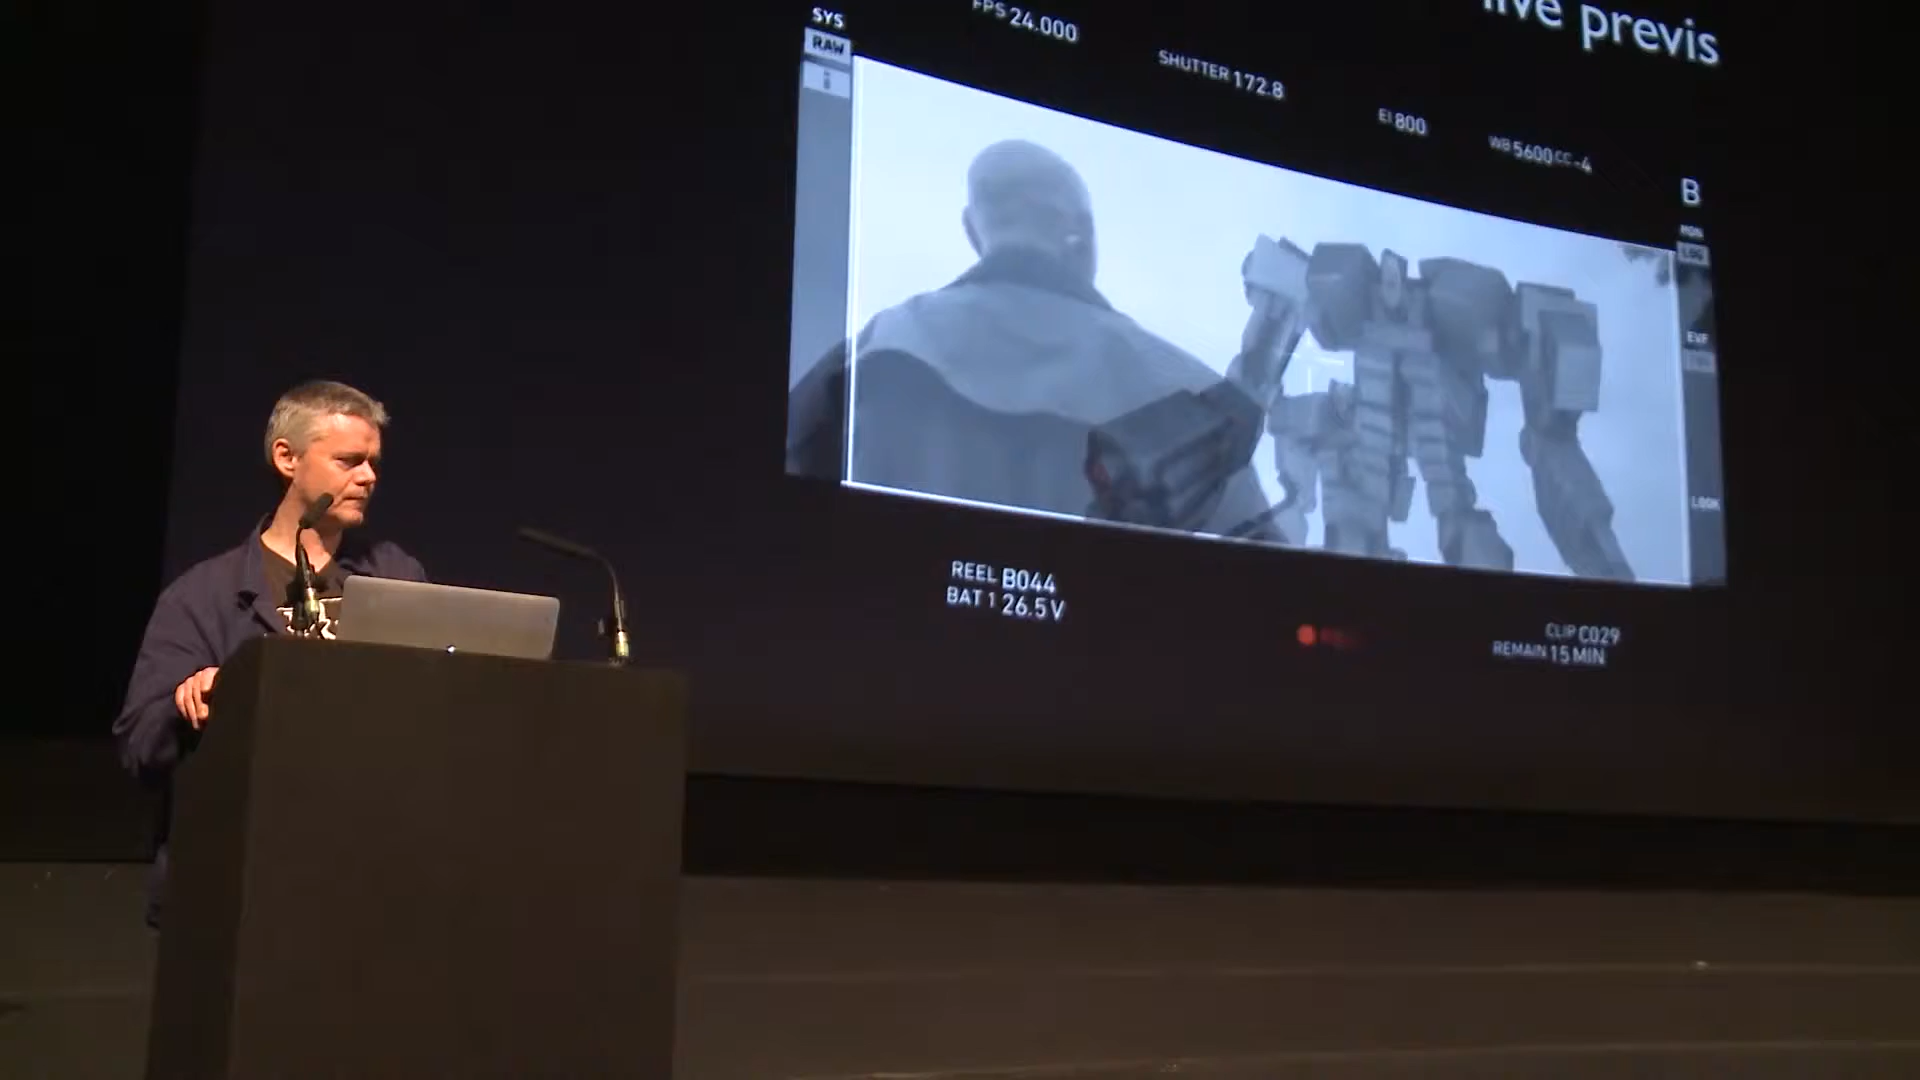 live previs
SYS
RAW
FPS 24.000
SHUTTER 172.8
EI 800
WB 5600 CC -4
B
MON
LOG
EVF
LOOK
REEL B044
BAT 1 26.5 V
CLIP C029
REMAIN 15 MIN